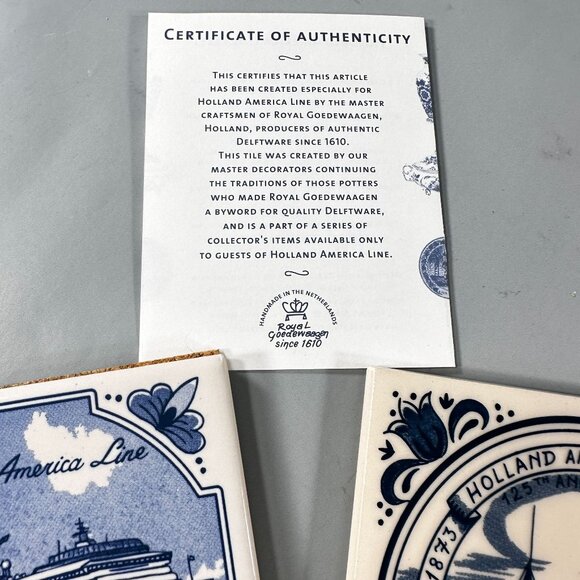 CERTIFICATE OF AUTHENTICITY
THIS CERTIFIES THAT THIS ARTICLE
HAS BEEN CREATED ESPECIALLY FOR
HOLLAND AMERICA LINE BY THE MASTER
CRAFTSMEN OF ROYAL GOEDEWAAGEN,
HOLLAND, PRODUCERS OF AUTHENTIC
DELFTWARE SINCE 1610.
THIS TILE WAS CREATED BY OUR
MASTER DECORATORS CONTINUING
THE TRADITIONS OF THOSE POTTERS
WHO MADE ROYAL GOEDEWAAGEN
A BYWORD FOR QUALITY DELFTWARE,
AND IS A PART OF A SERIES OF
COLLECTOR'S ITEMS AVAILABLE ONLY
TO GUESTS OF HOLLAND AMERICA LINE.
HANDMADE IN THE NETHERLANDS
Royal
Goedewaagen
since 1610
America Line
1873 HOLLAND AM
125TH AN